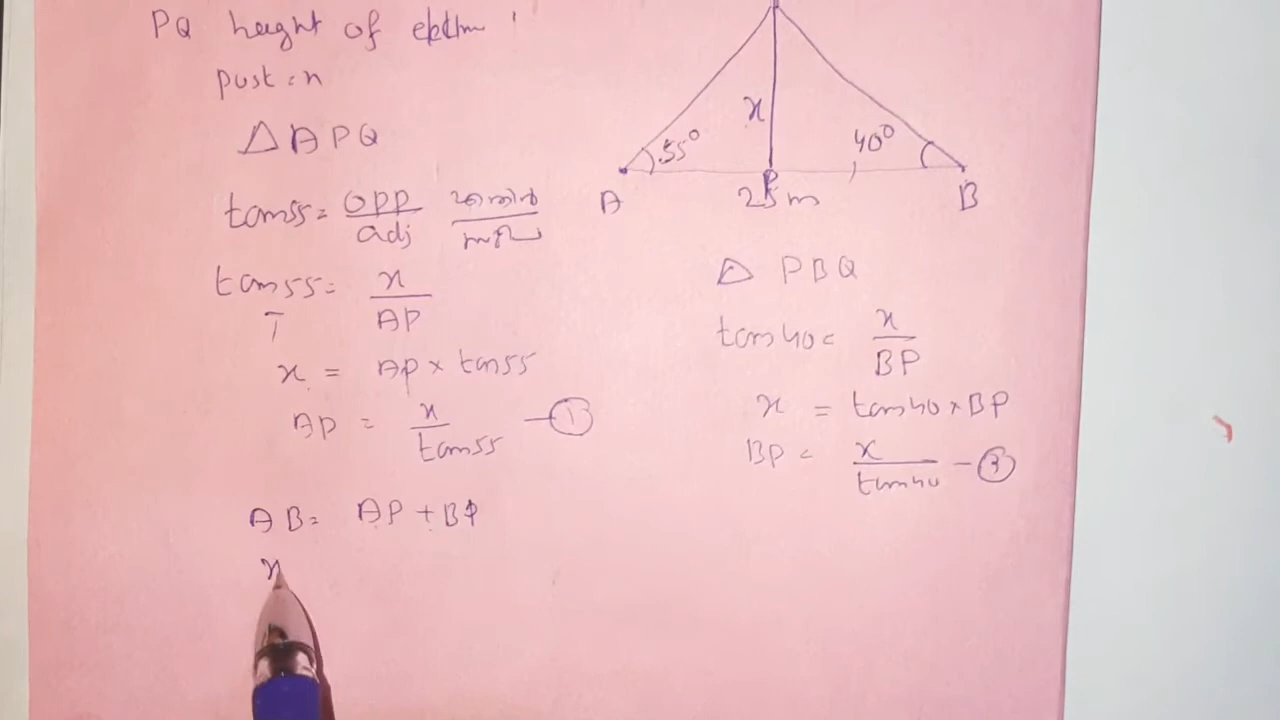 PQ height of
post = x
△ APQ
tan55 = opp/adj
tan55 = x/AP
x = AP × tan55
AP = x/tan55 — ①
AB = AP + BP
x
x
55°
40°
A
P
B
25 m
△ PBQ
tan40 = x/BP
x = tan40 × BP
BP = x/tan40 — ②